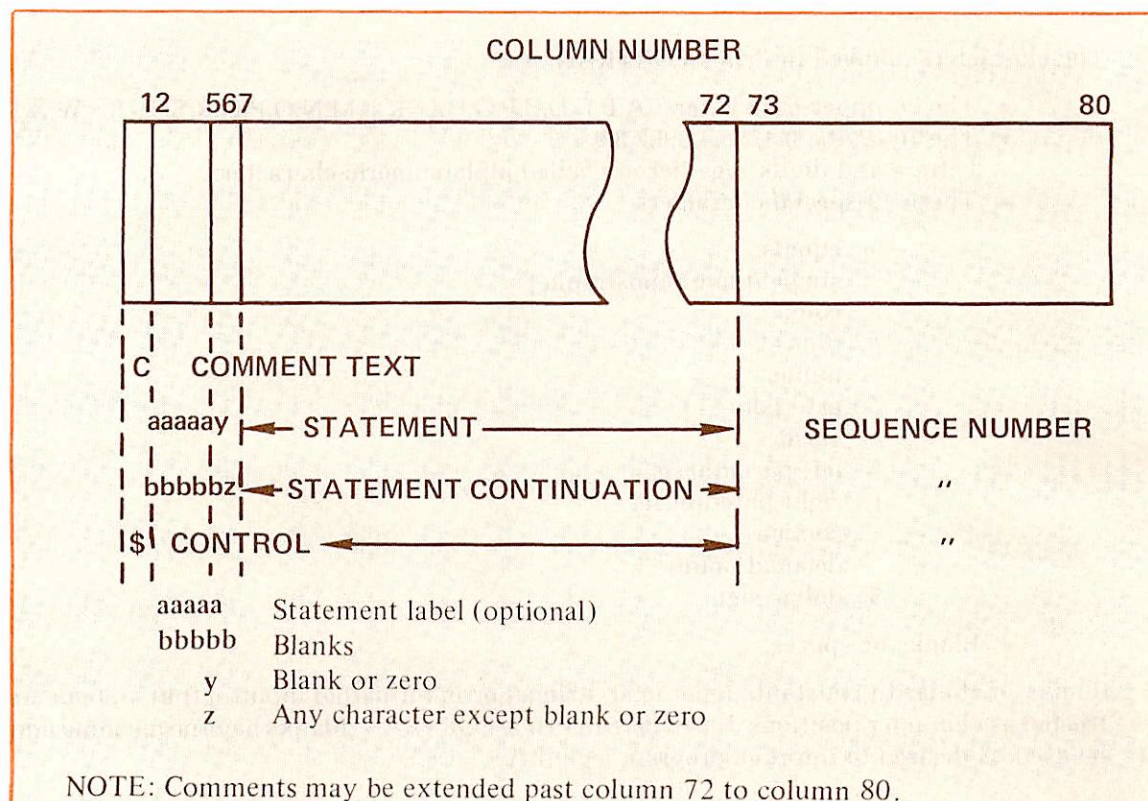 COLUMN NUMBER
12 567 72 73 80
C COMMENT TEXT
aaaaay STATEMENT SEQUENCE NUMBER
bbbbbz STATEMENT CONTINUATION ,,
$ CONTROL ,,
aaaaa Statement label (optional)
bbbbb Blanks
y Blank or zero
z Any character except blank or zero
NOTE: Comments may be extended past column 72 to column 80.